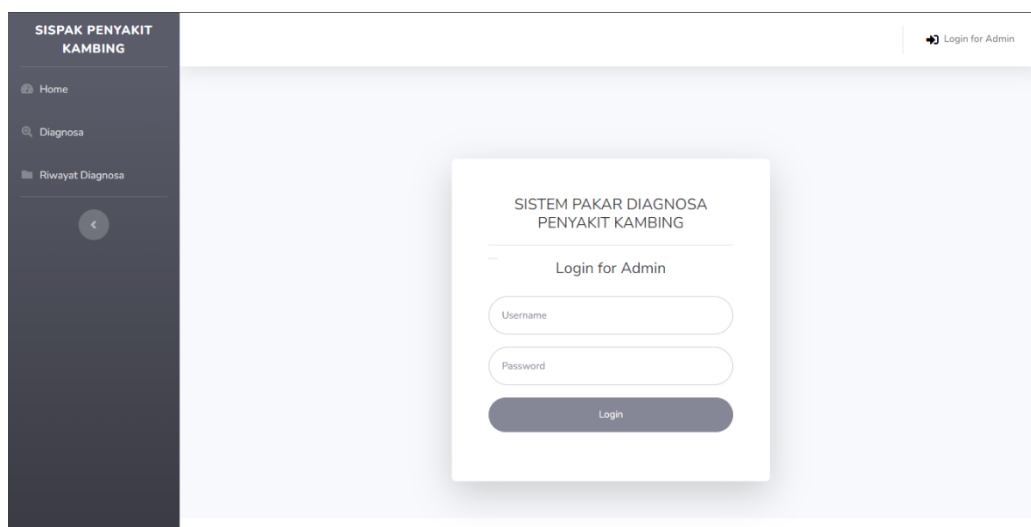 SISPAK PENYAKIT
KAMBING
Home
Diagnosa
Riwayat Diagnosa
Login for Admin
SISTEM PAKAR DIAGNOSA
PENYAKIT KAMBING
Login for Admin
Username
Password
Login